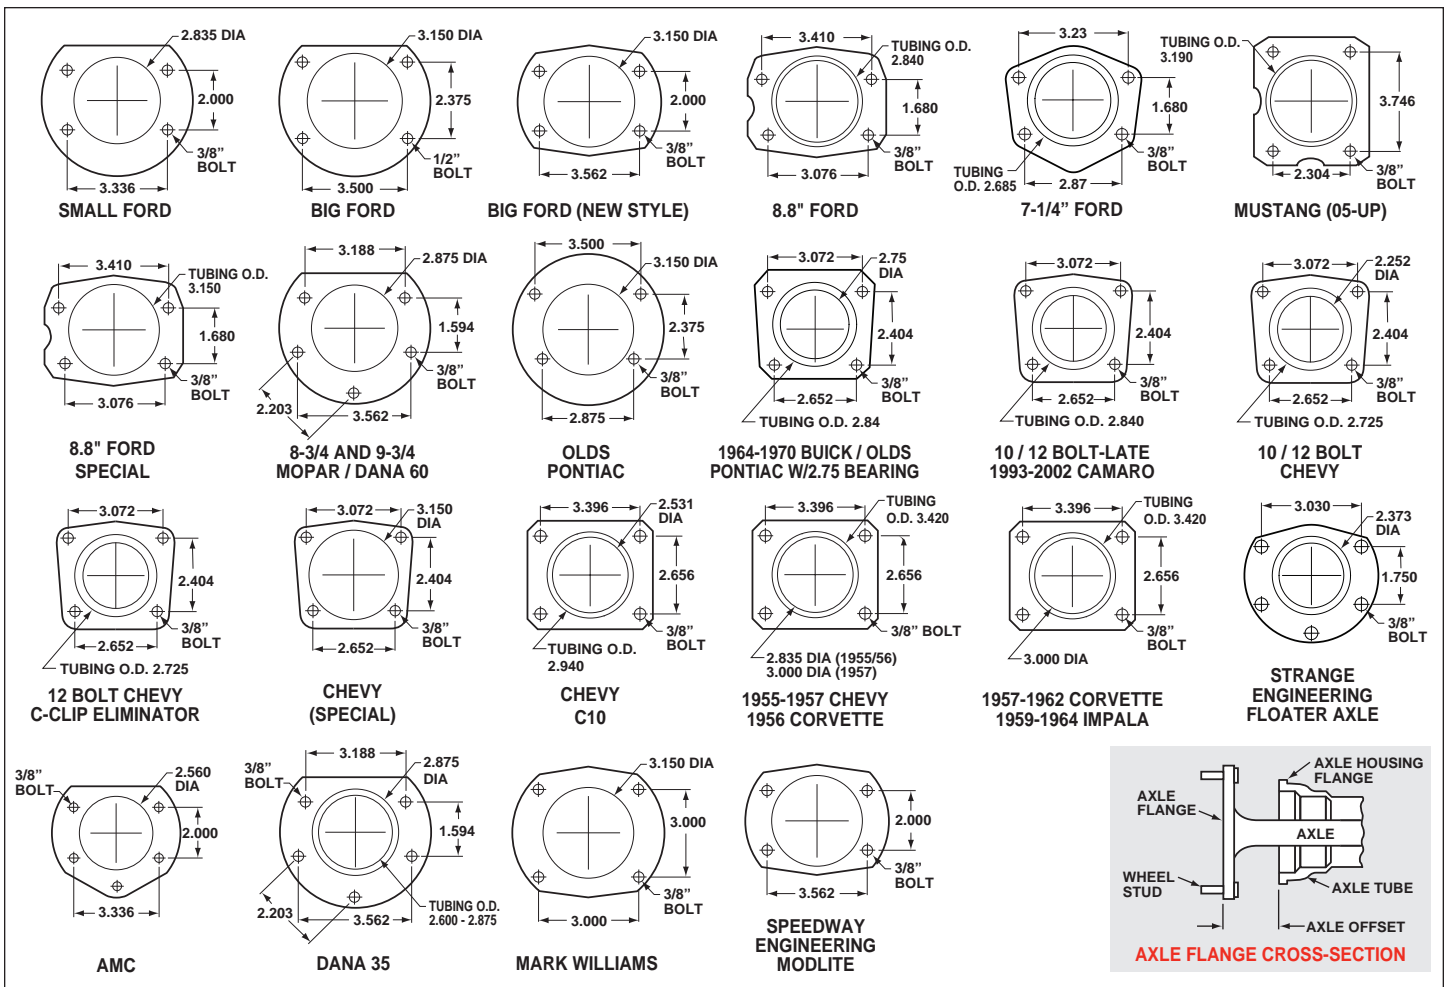 2.835 DIA
2.000
3/8”
BOLT
3.336
SMALL FORD
3.150 DIA
2.375
1/2”
BOLT
3.500
BIG FORD
3.150 DIA
2.000
3/8”
BOLT
3.562
BIG FORD (NEW STYLE)
3.410
TUBING O.D.
2.840
1.680
3/8”
BOLT
3.076
8.8" FORD
3.23
1.680
3/8”
BOLT
TUBING
O.D. 2.685
2.87
7-1/4” FORD
TUBING O.D.
3.190
3.746
2.304
3/8”
BOLT
MUSTANG (05-UP)
3.410
TUBING O.D.
3.150
1.680
3/8”
BOLT
3.076
8.8" FORD
SPECIAL
3.188
2.875 DIA
1.594
3/8”
BOLT
2.203
3.562
8-3/4 AND 9-3/4
MOPAR / DANA 60
3.500
3.150 DIA
2.375
3/8”
BOLT
2.875
OLDS
PONTIAC
3.072
2.75
DIA
2.404
3/8”
BOLT
2.652
TUBING O.D. 2.84
1964-1970 BUICK / OLDS
PONTIAC W/2.75 BEARING
3.072
2.404
3/8”
BOLT
2.652
TUBING O.D. 2.840
10 / 12 BOLT-LATE
1993-2002 CAMARO
3.072
2.252
DIA
2.404
3/8”
BOLT
2.652
TUBING O.D. 2.725
10 / 12 BOLT
CHEVY
3.072
2.404
3/8”
BOLT
2.652
TUBING O.D. 2.725
12 BOLT CHEVY
C-CLIP ELIMINATOR
3.072
3.150
DIA
2.404
3/8”
BOLT
2.652
CHEVY
(SPECIAL)
3.396
2.531
DIA
2.656
3/8”
BOLT
TUBING O.D.
2.940
CHEVY
C10
3.396
TUBING
O.D. 3.420
2.656
3/8” BOLT
2.835 DIA (1955/56)
3.000 DIA (1957)
1955-1957 CHEVY
1956 CORVETTE
3.396
TUBING
O.D. 3.420
2.656
3/8”
BOLT
3.000 DIA
1957-1962 CORVETTE
1959-1964 IMPALA
3.030
2.373
DIA
1.750
3/8”
BOLT
STRANGE
ENGINEERING
FLOATER AXLE
3/8”
BOLT
2.560
DIA
2.000
3.336
AMC
3/8”
BOLT
3.188
2.875
DIA
1.594
2.203
3.562
TUBING O.D.
2.600 - 2.875
DANA 35
3.150 DIA
3.000
3/8”
BOLT
3.000
MARK WILLIAMS
2.000
3/8”
BOLT
3.562
SPEEDWAY
ENGINEERING
MODLITE
AXLE HOUSING
FLANGE
AXLE
FLANGE
AXLE
WHEEL
STUD
AXLE TUBE
AXLE OFFSET
AXLE FLANGE CROSS-SECTION